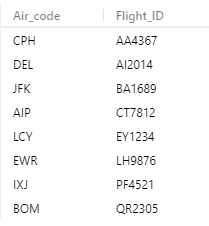 Air_code Flight_ID
CPH AA4367
DEL AI2014
JFK BA1689
AIP CT7812
LCY EY1234
EWR LH9876
IXJ PF4521
BOM QR2305